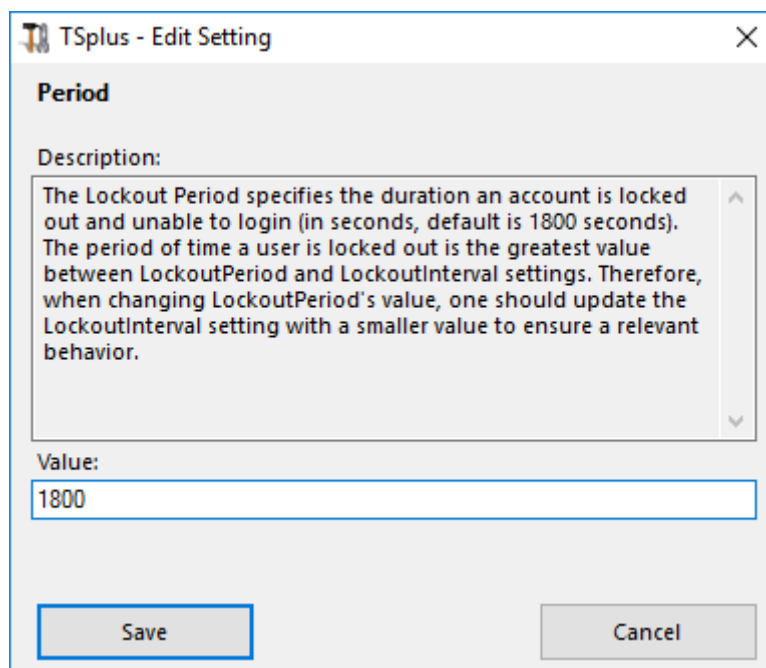 TSplus - Edit Setting
Period
Description:
The Lockout Period specifies the duration an account is locked
out and unable to login (in seconds, default is 1800 seconds).
The period of time a user is locked out is the greatest value
between LockoutPeriod and LockoutInterval settings. Therefore,
when changing LockoutPeriod's value, one should update the
LockoutInterval setting with a smaller value to ensure a relevant
behavior.
Value:
1800
Save
Cancel